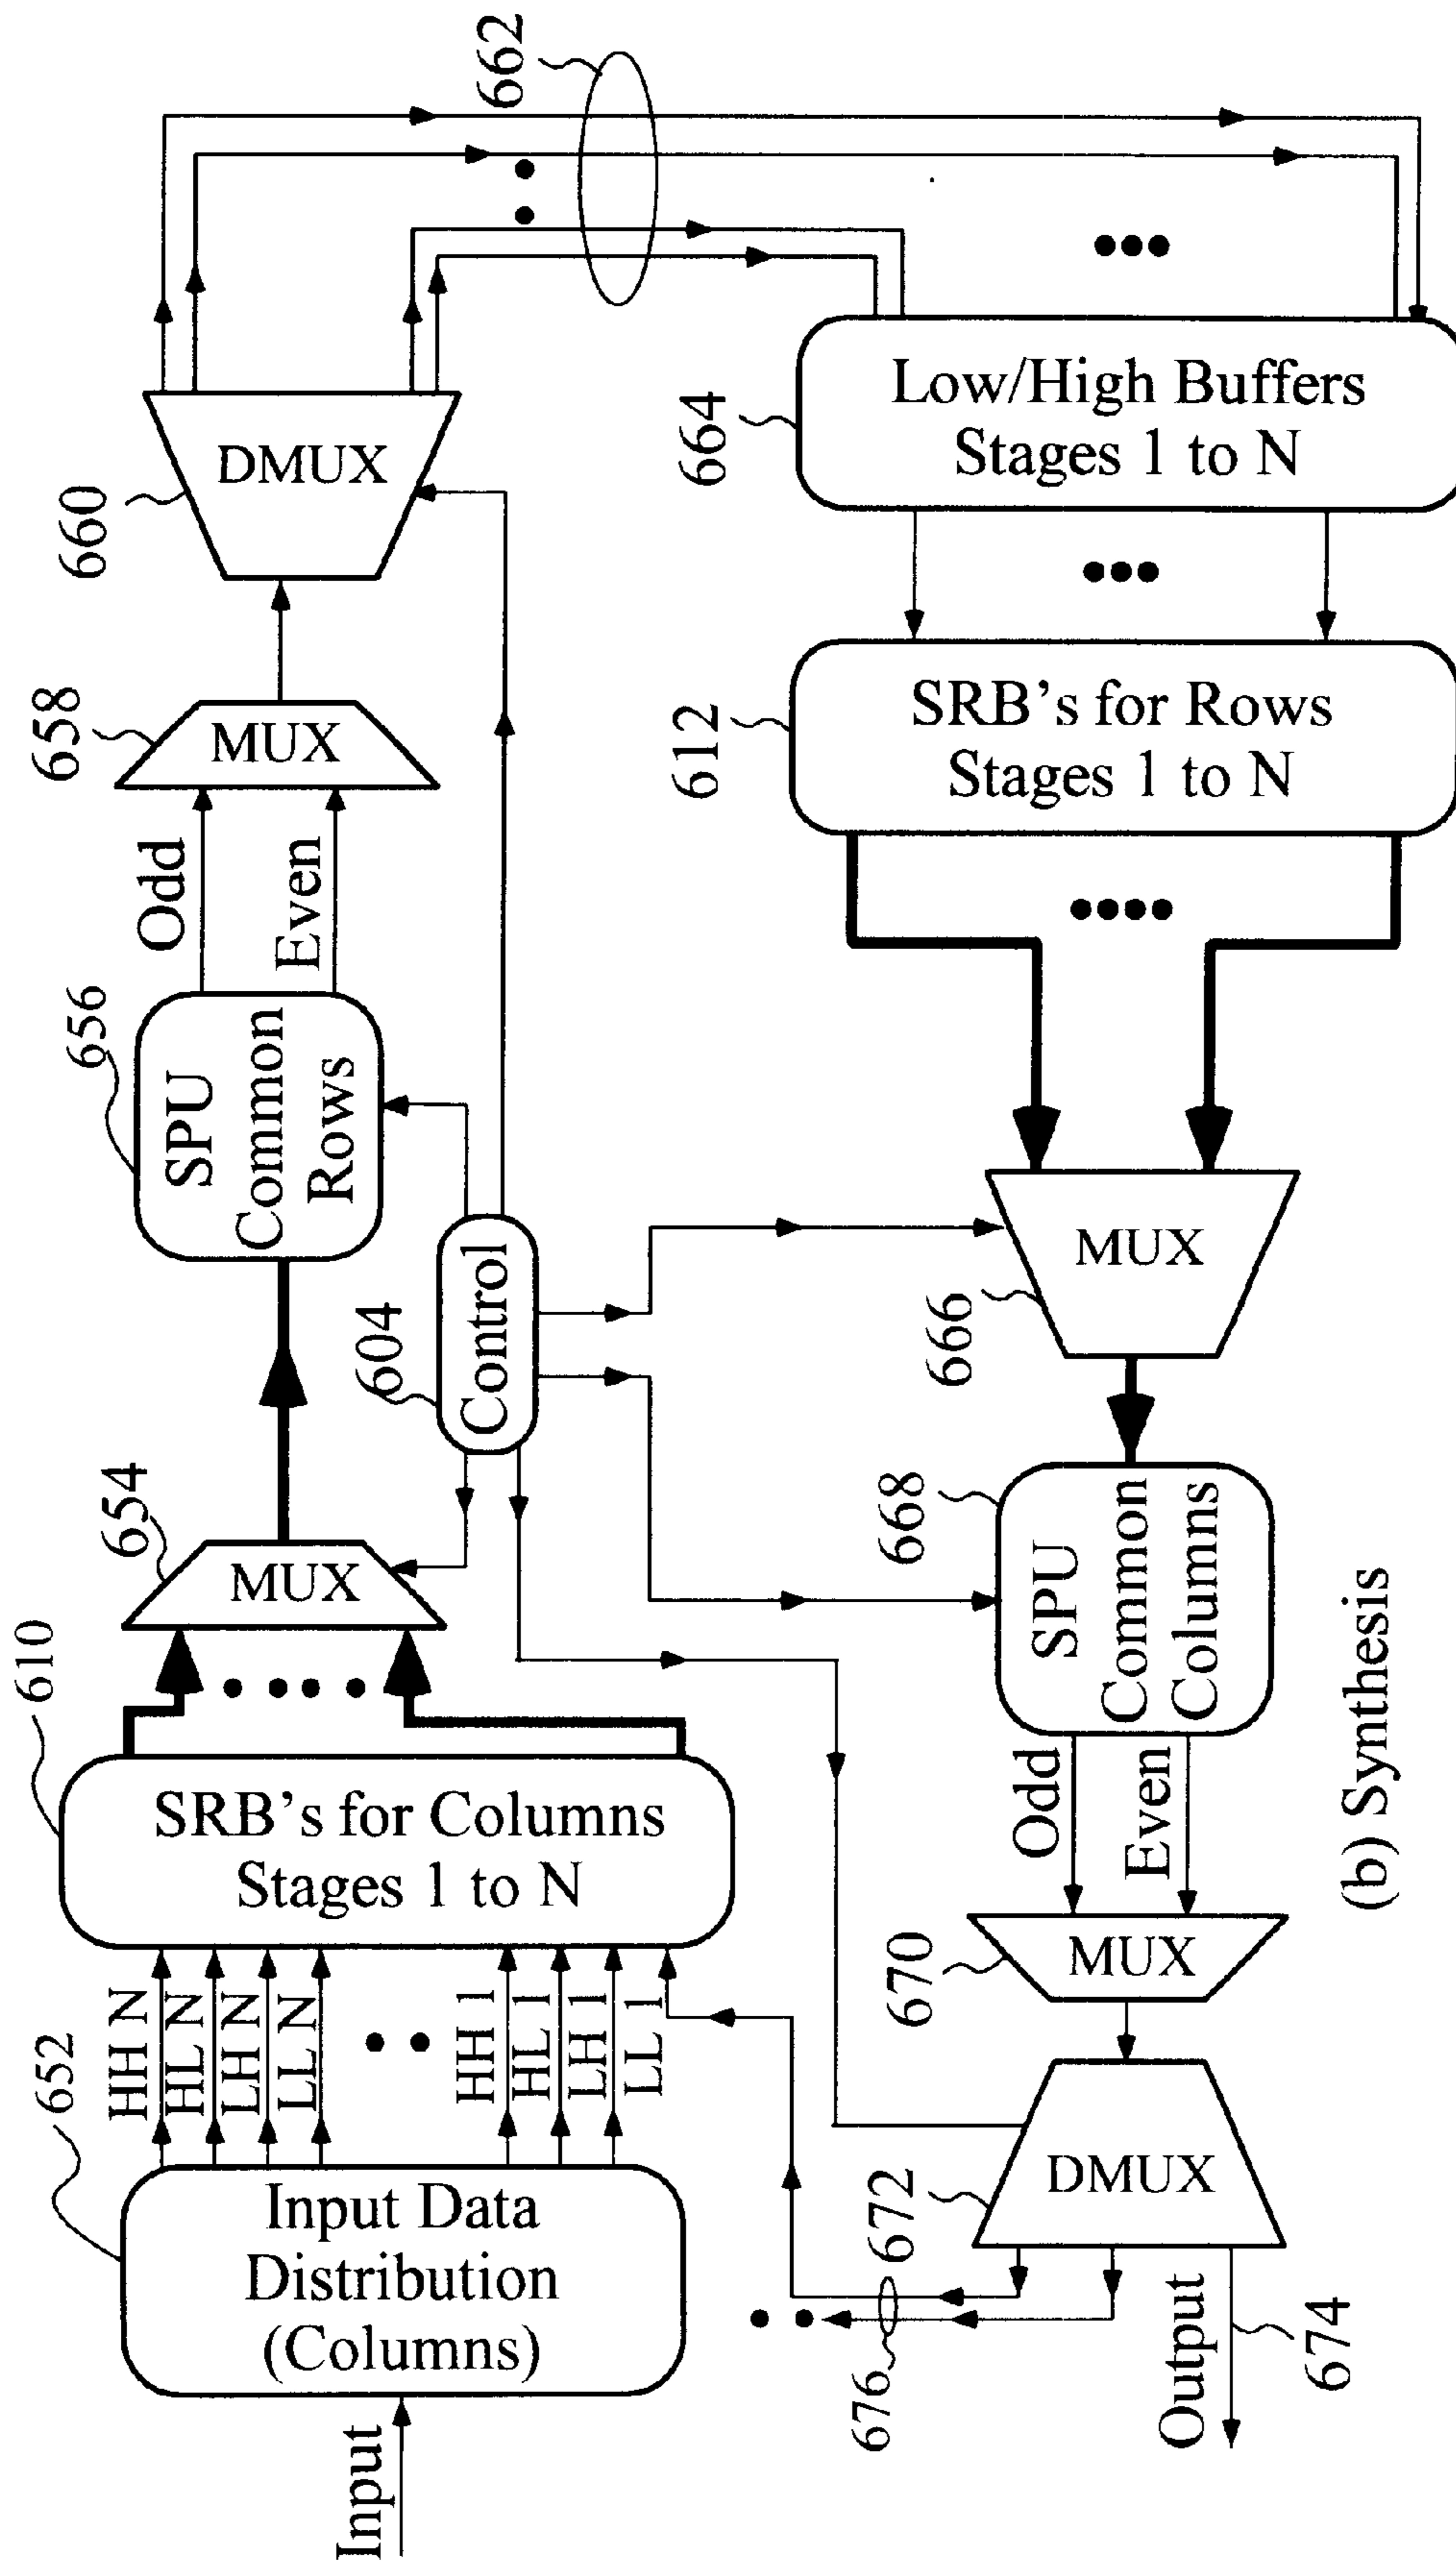 Input
652
Input Data
Distribution
(Columns)
HH N
HL N
LH N
LL N
HH 1
HL 1
LH 1
LL 1
610
SRB's for Columns
Stages 1 to N
654
MUX
656
SPU
Common
Rows
Odd
Even
658
MUX
660
DMUX
662
604
Control
664
Low/High Buffers
Stages 1 to N
612
SRB's for Rows
Stages 1 to N
666
MUX
668
SPU
Common
Columns
Odd
Even
670
MUX
672
DMUX
676
Output
674
(b) Synthesis